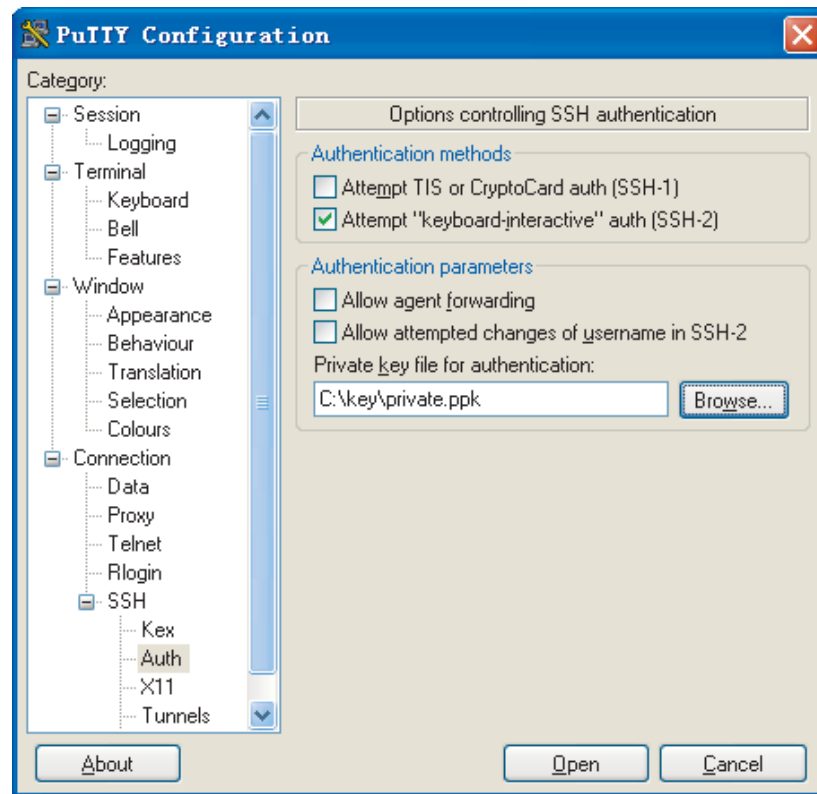 PuTTY Configuration
Category:
Session
Logging
Terminal
Keyboard
Bell
Features
Window
Appearance
Behaviour
Translation
Selection
Colours
Connection
Data
Proxy
Telnet
Rlogin
SSH
Kex
Auth
X11
Tunnels
Options controlling SSH authentication
Authentication methods
Attempt TIS or CryptoCard auth (SSH-1)
Attempt "keyboard-interactive" auth (SSH-2)
Authentication parameters
Allow agent forwarding
Allow attempted changes of username in SSH-2
Private key file for authentication:
C:\key\private.ppk
Browse...
About
Open
Cancel